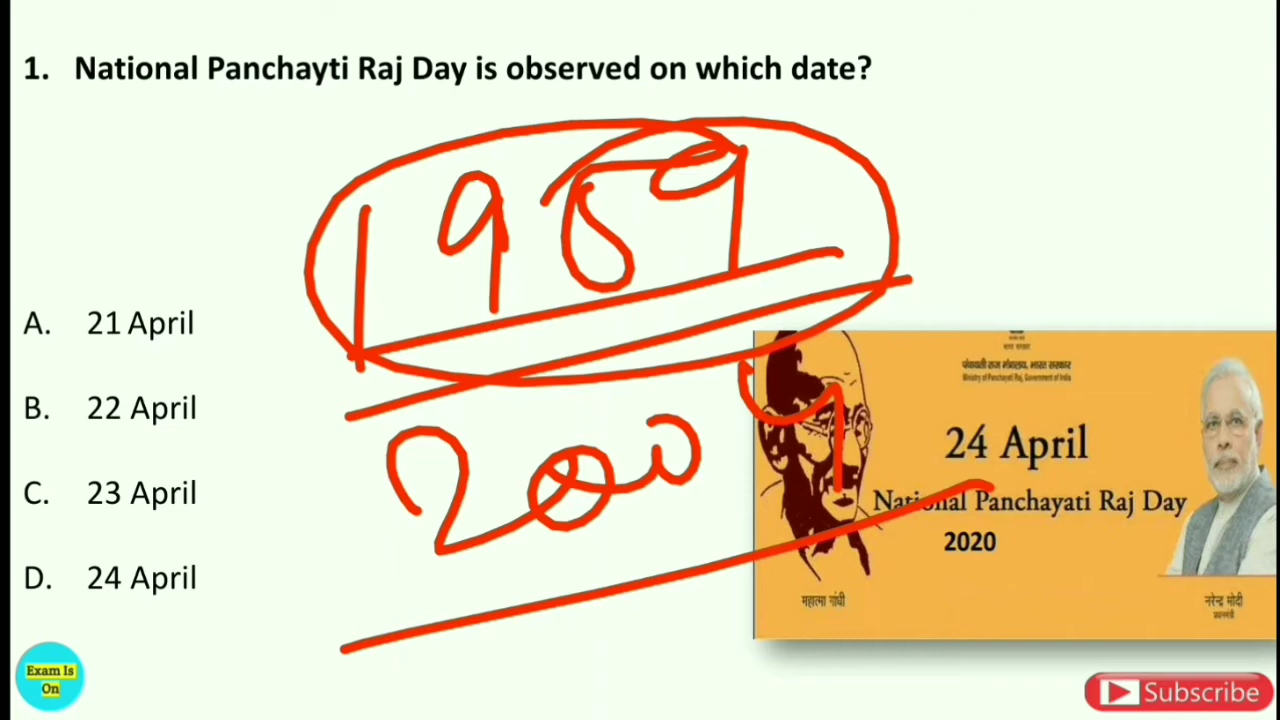 1. National Panchayti Raj Day is observed on which date?
1959
A. 21 April
B. 22 April
C. 23 April
D. 24 April
2009
पंचायती राज मंत्रालय, भारत सरकार
Ministry of Panchayati Raj, Government of India
24 April
National Panchayati Raj Day
2020
महात्मा गांधी
नरेन्द्र मोदी
प्रधानमंत्री
Exam Is
On
Subscribe